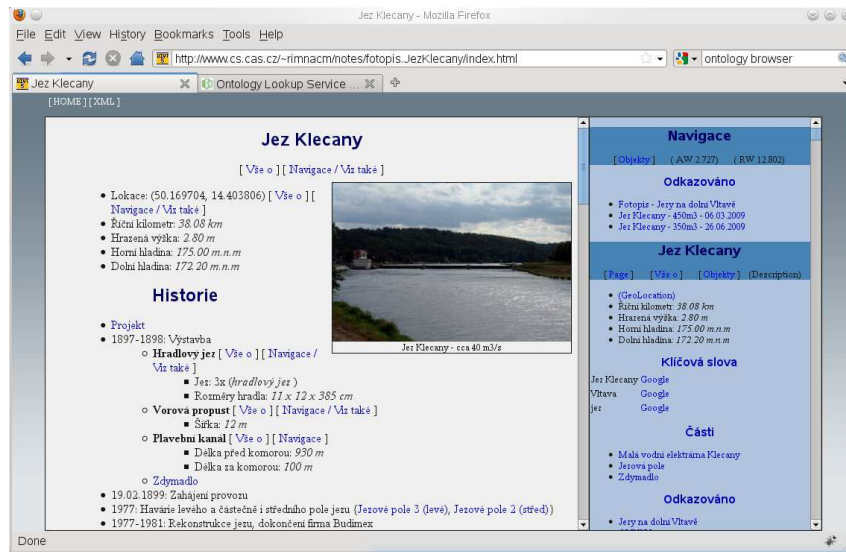 Jez Klecany - Mozilla Firefox
File Edit View History Bookmarks Tools Help
http://www.cs.cas.cz/~rimnacm/notes/fotopis.JezKlecany/index.html
ontology browser
Jez Klecany
Ontology Lookup Service ...
[ HOME ] [ XML ]
Jez Klecany
[ Vše o ] [ Navigace / Viz také ]
• Lokace: (50.169704, 14.403806) [ Vše o ] [
Navigace / Viz také ]
• Říční kilometr: 38.08 km
• Hrazená výška: 2.80 m
• Horní hladina: 175.00 m.n.m
• Dolní hladina: 172.20 m.n.m
Jez Klecany - cca 40 m3/s
Historie
• Projekt
• 1897-1898: Výstavba
Hradlový jez [ Vše o ] [ Navigace /
Viz také ]
Jez: 3x (hradlový jez )
Rozměry hradla: 11 x 12 x 385 cm
Vorová propust [ Vše o ] [ Navigace / Viz také ]
Šířka: 12 m
Plavební kanál [ Vše o ] [ Navigace ]
Délka před komorou: 930 m
Délka za komorou: 100 m
Zdymadlo
• 19.02.1899: Zahájení provozu
• 1977: Havárie levého a částečně i středního pole jezu (Jezové pole 3 (levé), Jezové pole 2 (střed))
• 1977-1981: Rekonstrukce jezu, dokončení firma Budimex
Navigace
[ Objekty ] ( AW 2.727) ( RW 12.802)
Odkazováno
• Fotopis - Jezy na dolní Vltavě
• Jez Klecany - 450m3 - 06.03.2009
• Jez Klecany - 350m3 - 26.06.2009
Jez Klecany
[ Page ] [ Vše o ] [ Objekty ] (Description)
• (GeoLocation)
• Říční kilometr: 38.08 km
• Hrazená výška: 2.80 m
• Horní hladina: 175.00 m.n.m
• Dolní hladina: 172.20 m.n.m
Klíčová slova
Jez Klecany Google
Vltava Google
jez Google
Části
• Malá vodní elektrárna Klecany
• Jezová pole
• Zdymadlo
Odkazováno
• Jezy na dolní Vltavě
Done